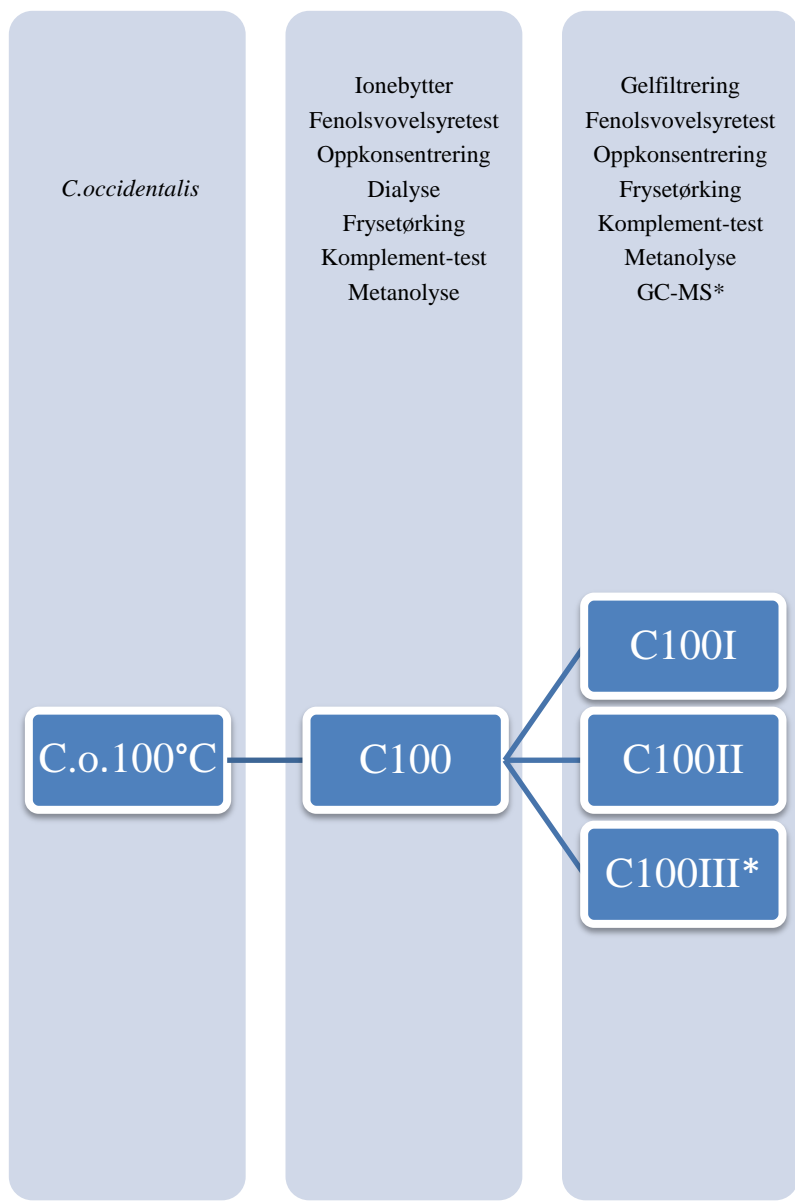 C.occidentalis
Ionebytter
Fenolsvovelsyretest
Oppkonsentrering
Dialyse
Frysetørking
Komplement-test
Metanolyse
Gelfiltrering
Fenolsvovelsyretest
Oppkonsentrering
Frysetørking
Komplement-test
Metanolyse
GC-MS*
C.o.100°C
C100
C100I
C100II
C100III*